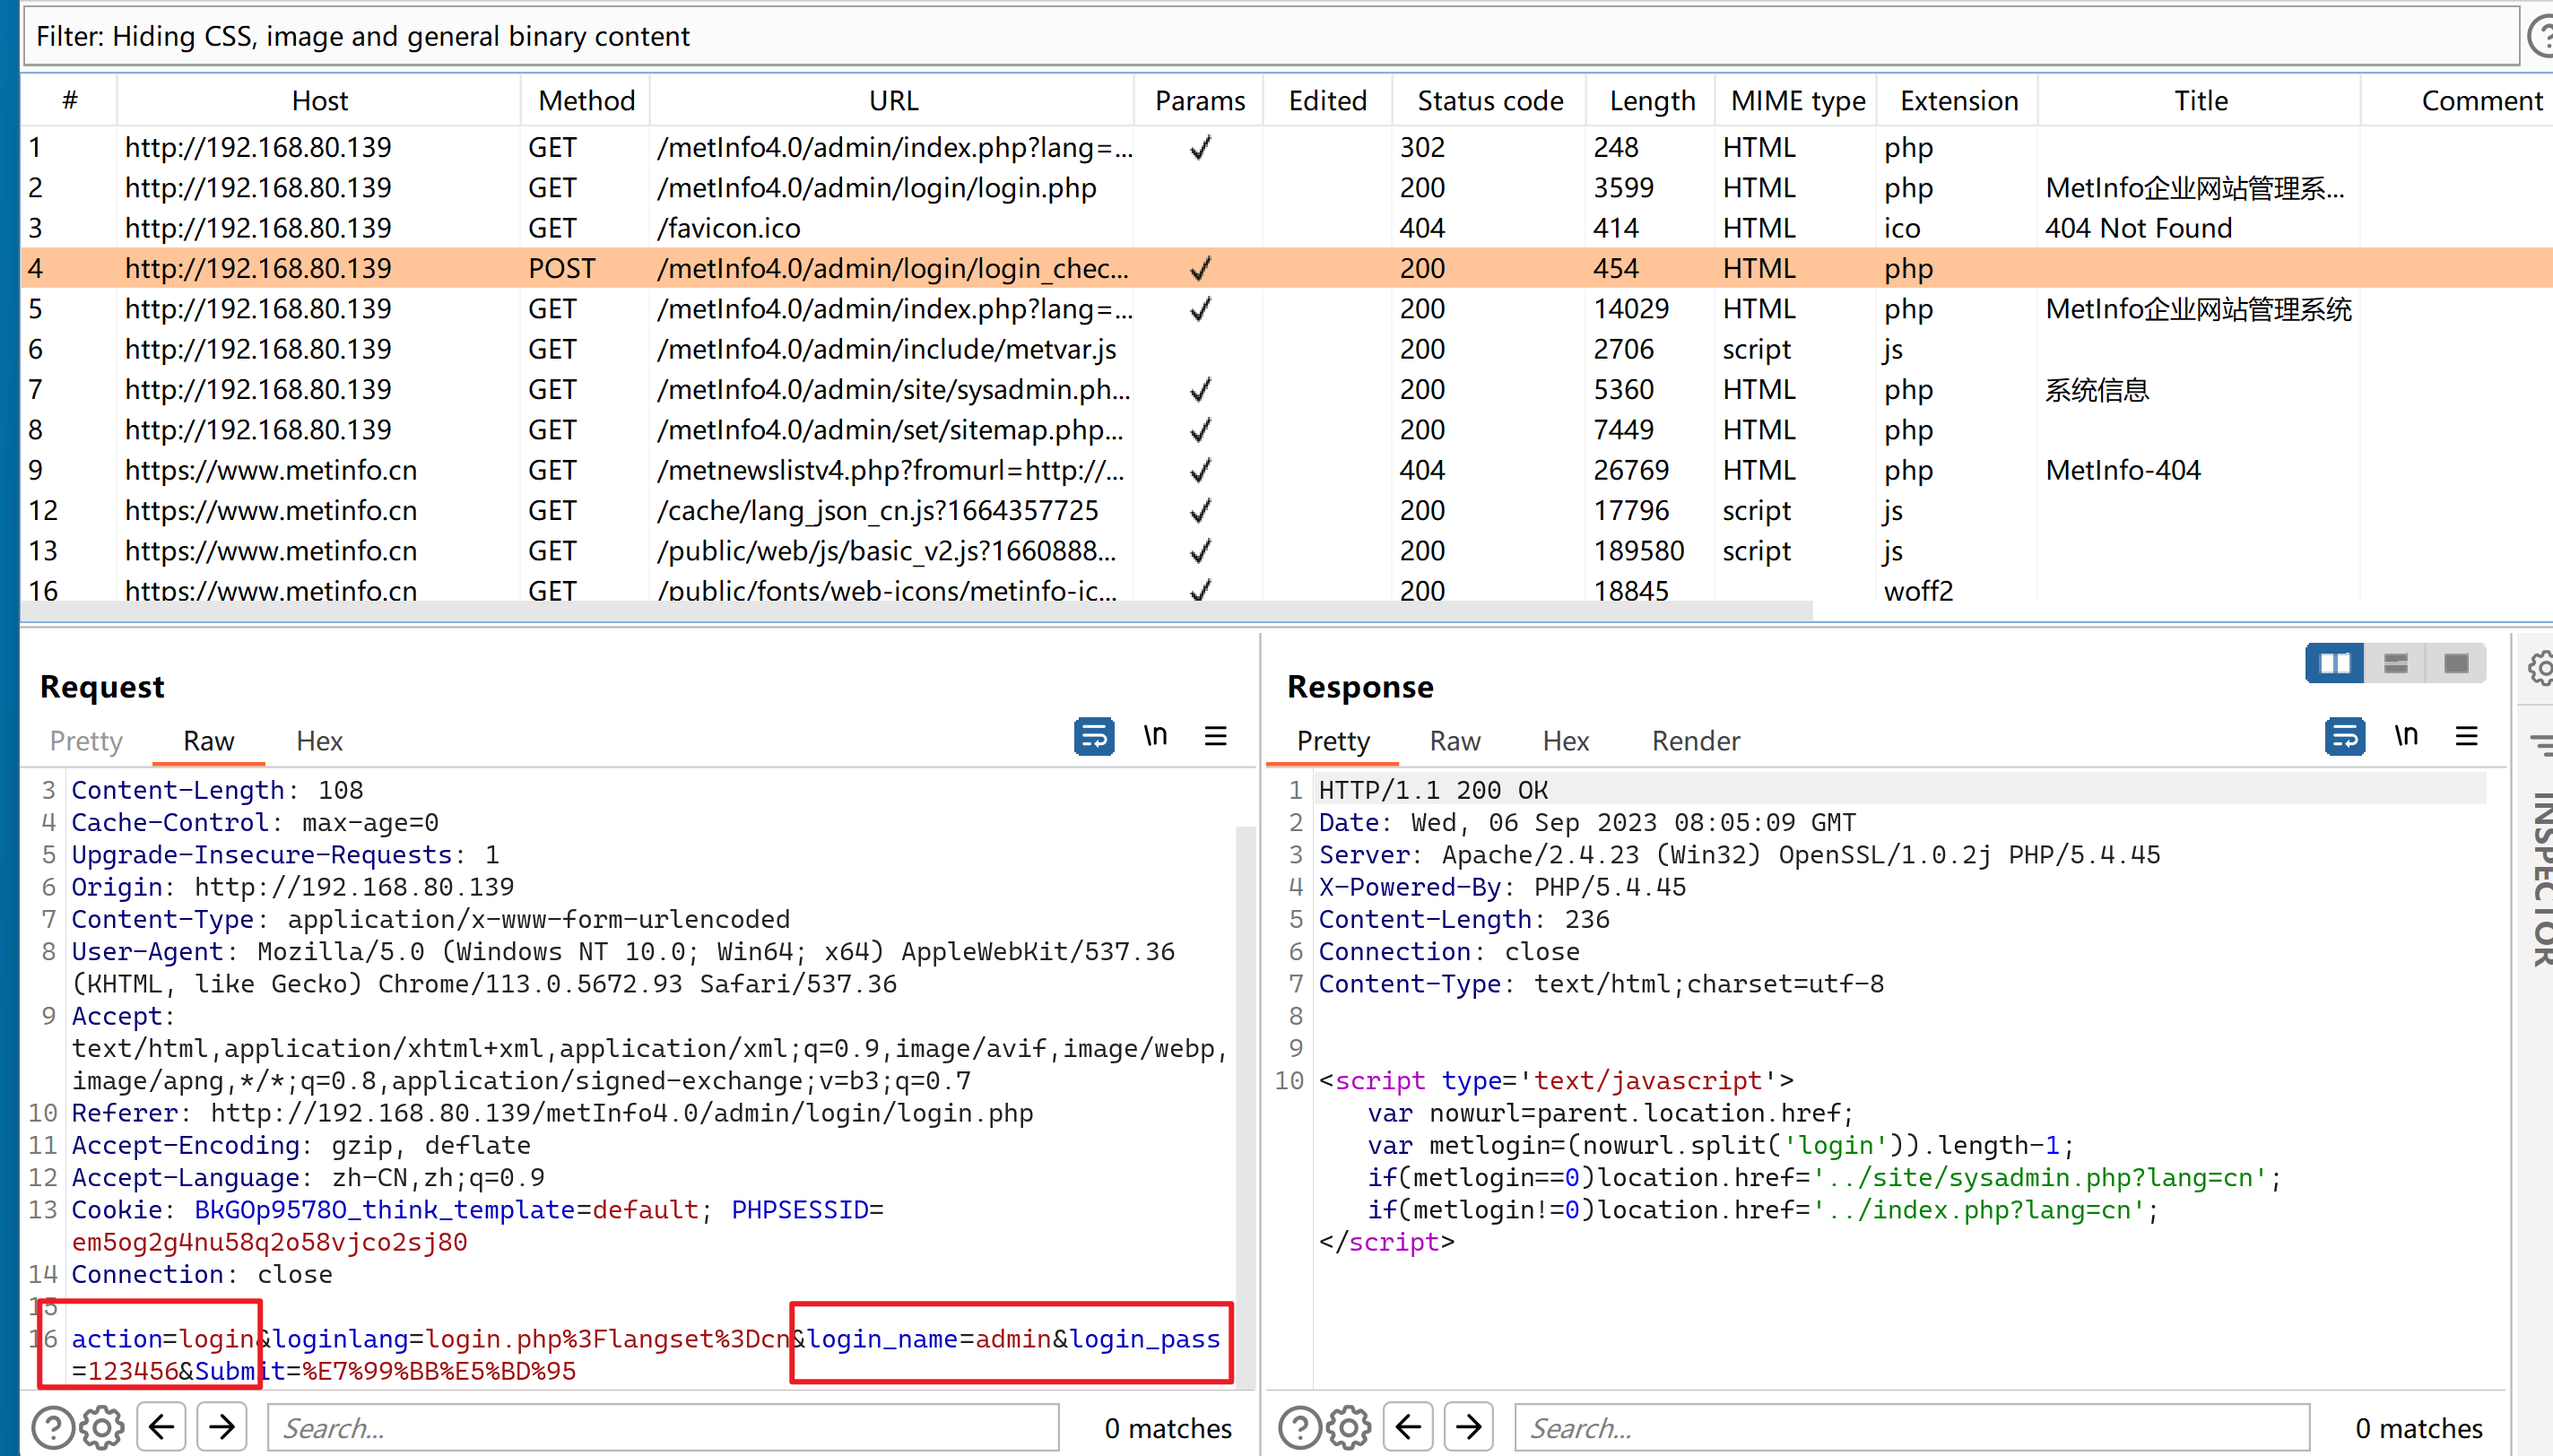 Filter: Hiding CSS, image and general binary content
# Host Method URL Params Edited Status code Length MIME type Extension Title Comment
1 http://192.168.80.139 GET /metInfo4.0/admin/index.php?lang=... ✓ 302 248 HTML php
2 http://192.168.80.139 GET /metInfo4.0/admin/login/login.php 200 3599 HTML php MetInfo企业网站管理系...
3 http://192.168.80.139 GET /favicon.ico 404 414 HTML ico 404 Not Found
4 http://192.168.80.139 POST /metInfo4.0/admin/login/login_chec... ✓ 200 454 HTML php
5 http://192.168.80.139 GET /metInfo4.0/admin/index.php?lang=... ✓ 200 14029 HTML php MetInfo企业网站管理系统
6 http://192.168.80.139 GET /metInfo4.0/admin/include/metvar.js 200 2706 script js
7 http://192.168.80.139 GET /metInfo4.0/admin/site/sysadmin.ph... ✓ 200 5360 HTML php 系统信息
8 http://192.168.80.139 GET /metInfo4.0/admin/set/sitemap.php... ✓ 200 7449 HTML php
9 https://www.metinfo.cn GET /metnewslistv4.php?fromurl=http://... ✓ 404 26769 HTML php MetInfo-404
12 https://www.metinfo.cn GET /cache/lang_json_cn.js?1664357725 ✓ 200 17796 script js
13 https://www.metinfo.cn GET /public/web/js/basic_v2.js?1660888... ✓ 200 189580 script js
16 https://www.metinfo.cn GET /public/fonts/web-icons/metinfo-ic... ✓ 200 18845 woff2
Request
Pretty Raw Hex \n
3 Content-Length: 108
4 Cache-Control: max-age=0
5 Upgrade-Insecure-Requests: 1
6 Origin: http://192.168.80.139
7 Content-Type: application/x-www-form-urlencoded
8 User-Agent: Mozilla/5.0 (Windows NT 10.0; Win64; x64) AppleWebKit/537.36
(KHTML, like Gecko) Chrome/113.0.5672.93 Safari/537.36
9 Accept:
text/html,application/xhtml+xml,application/xml;q=0.9,image/avif,image/webp,
image/apng,*/*;q=0.8,application/signed-exchange;v=b3;q=0.7
10 Referer: http://192.168.80.139/metInfo4.0/admin/login/login.php
11 Accept-Encoding: gzip, deflate
12 Accept-Language: zh-CN,zh;q=0.9
13 Cookie: BkGOp9578O_think_template=default; PHPSESSID=
em5og2g4nu58q2o58vjco2sj80
14 Connection: close
15
16 action=login&loginlang=login.php%3Flangset%3Dcn&login_name=admin&login_pass
=123456&Submit=%E7%99%BB%E5%BD%95
Search... 0 matches
Response
Pretty Raw Hex Render \n
1 HTTP/1.1 200 OK
2 Date: Wed, 06 Sep 2023 08:05:09 GMT
3 Server: Apache/2.4.23 (Win32) OpenSSL/1.0.2j PHP/5.4.45
4 X-Powered-By: PHP/5.4.45
5 Content-Length: 236
6 Connection: close
7 Content-Type: text/html;charset=utf-8
8
9
10 <script type='text/javascript'>
var nowurl=parent.location.href;
var metlogin=(nowurl.split('login')).length-1;
if(metlogin==0)location.href='../site/sysadmin.php?lang=cn';
if(metlogin!=0)location.href='../index.php?lang=cn';
</script>
Search... 0 matches
INSPECTOR